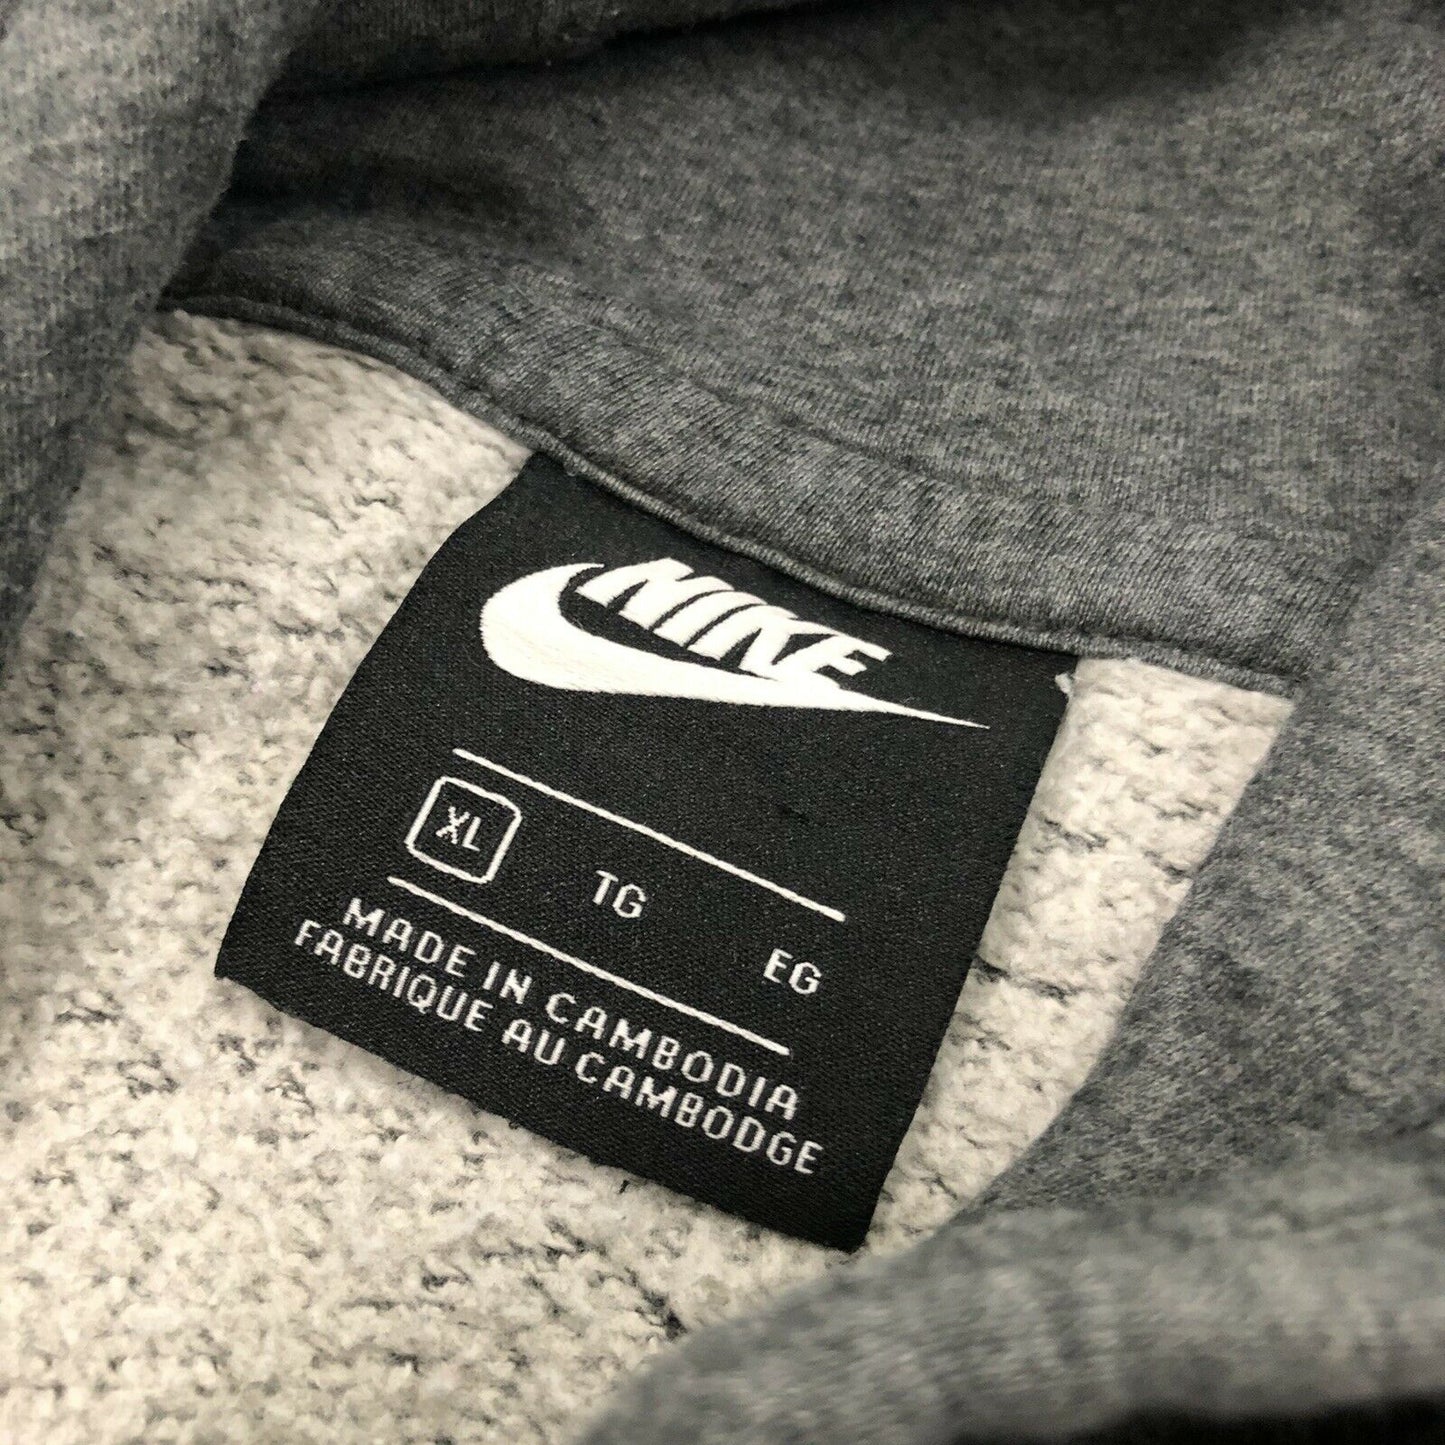 NIKE
XL TG EG
MADE IN CAMBODIA
FABRIQUE AU CAMBODGE